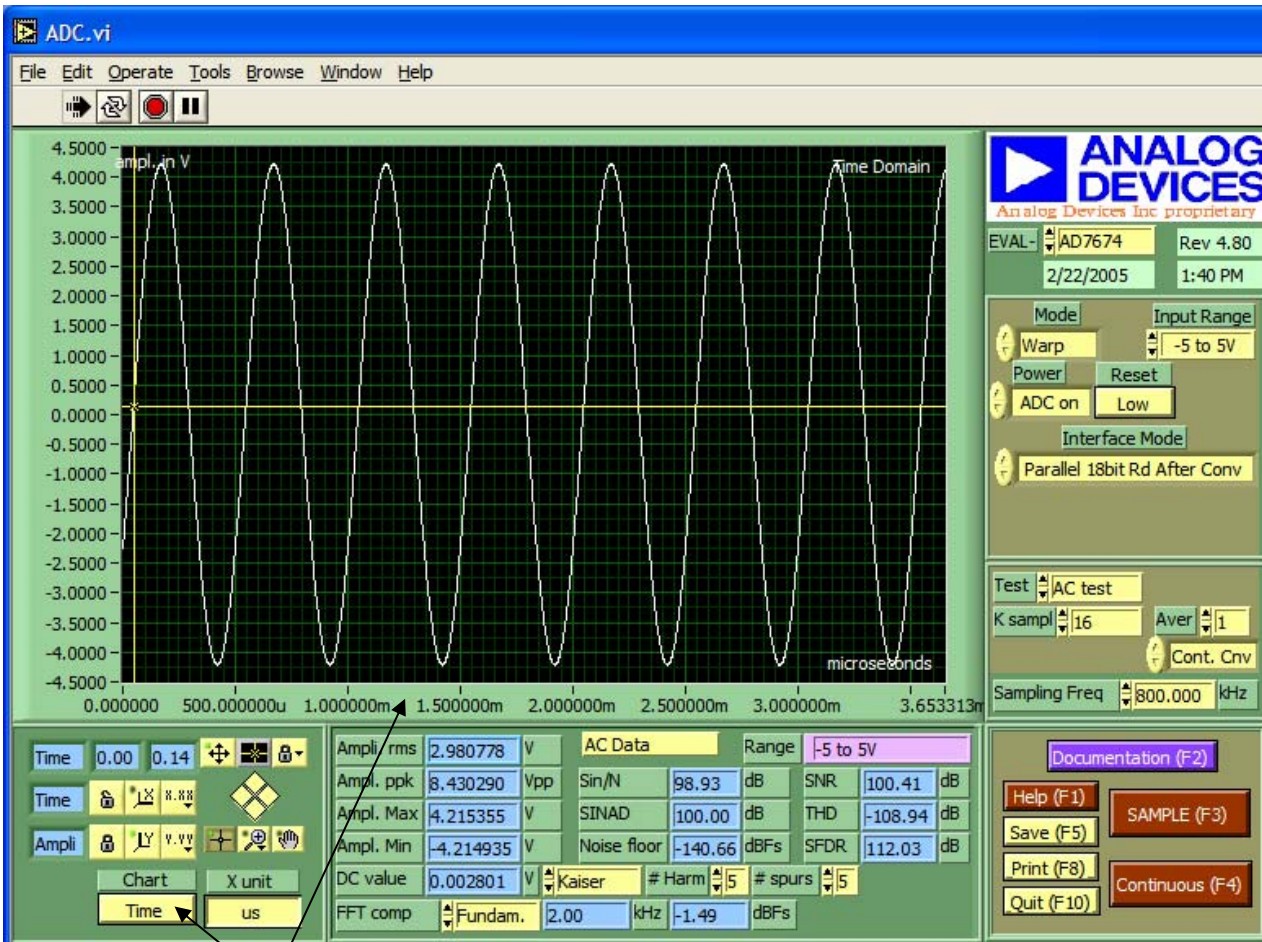 ADC.vi
File Edit Operate Tools Browse Window Help
4.5000
4.0000
3.5000
3.0000
2.5000
2.0000
1.5000
1.0000
0.5000
0.0000
-0.5000
-1.0000
-1.5000
-2.0000
-2.5000
-3.0000
-3.5000
-4.0000
-4.5000
ampl. in V
Time Domain
microseconds
0.000000 500.000000u 1.000000m 1.500000m 2.000000m 2.500000m 3.000000m 3.653313m
ANALOG
DEVICES
Analog Devices Inc proprietary
EVAL- AD7674 Rev 4.80
2/22/2005 1:40 PM
Mode Input Range
Warp -5 to 5V
Power Reset
ADC on Low
Interface Mode
Parallel 18bit Rd After Conv
Test AC test
K sampl 16 Aver 1
Cont. Cnv
Sampling Freq 800.000 kHz
Time 0.00 0.14
Time X.XX
Ampli Y.YY
Chart X unit
Time us
Ampli. rms 2.980778 V AC Data Range -5 to 5V
Ampl. ppk 8.430290 Vpp Sin/N 98.93 dB SNR 100.41 dB
Ampl. Max 4.215355 V SINAD 100.00 dB THD -108.94 dB
Ampl. Min -4.214935 V Noise floor -140.66 dBFs SFDR 112.03 dB
DC value 0.002801 V Kaiser # Harm 5 # spurs 5
FFT comp Fundam. 2.00 kHz -1.49 dBFs
Documentation (F2)
Help (F1)
SAMPLE (F3)
Save (F5)
Print (F8)
Continuous (F4)
Quit (F10)